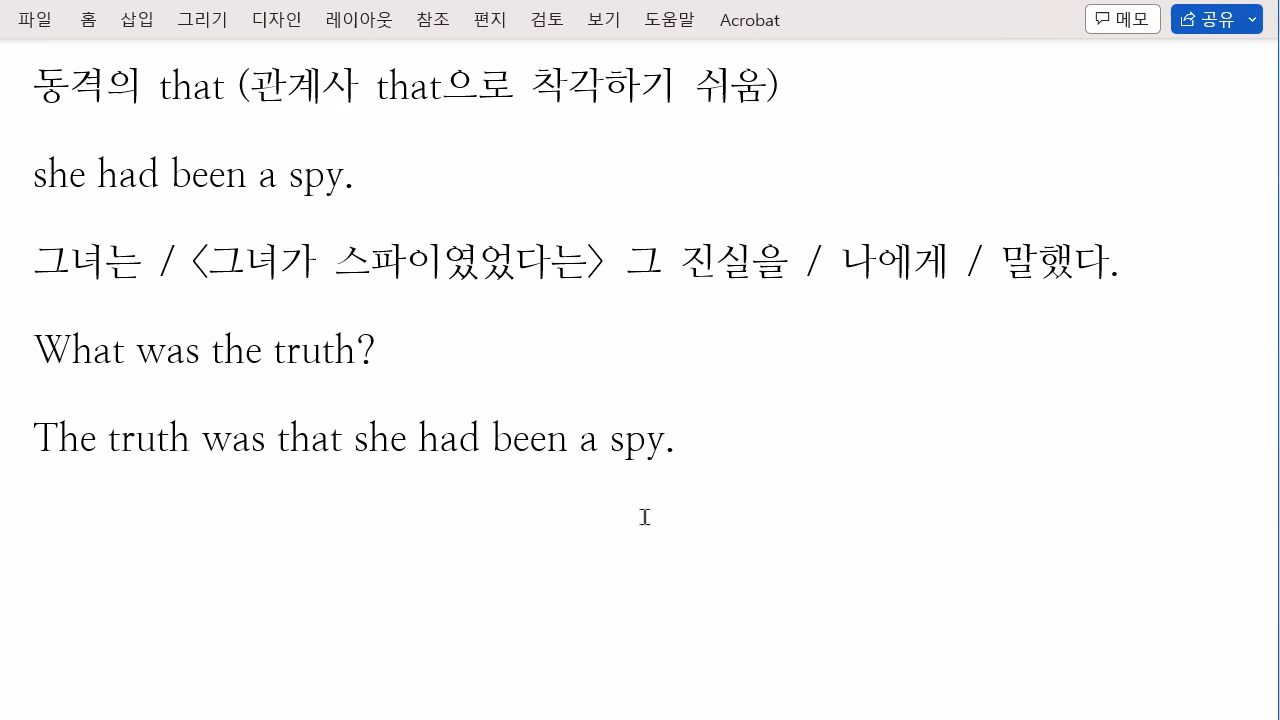 파일 홈 삽입 그리기 디자인 레이아웃 참조 편지 검토 보기 도움말 Acrobat 메모 공유
동격의 that (관계사 that으로 착각하기 쉬움)
she had been a spy.
그녀는 /〈그녀가 스파이였었다는〉 그 진실을 / 나에게 / 말했다.
What was the truth?
The truth was that she had been a spy.